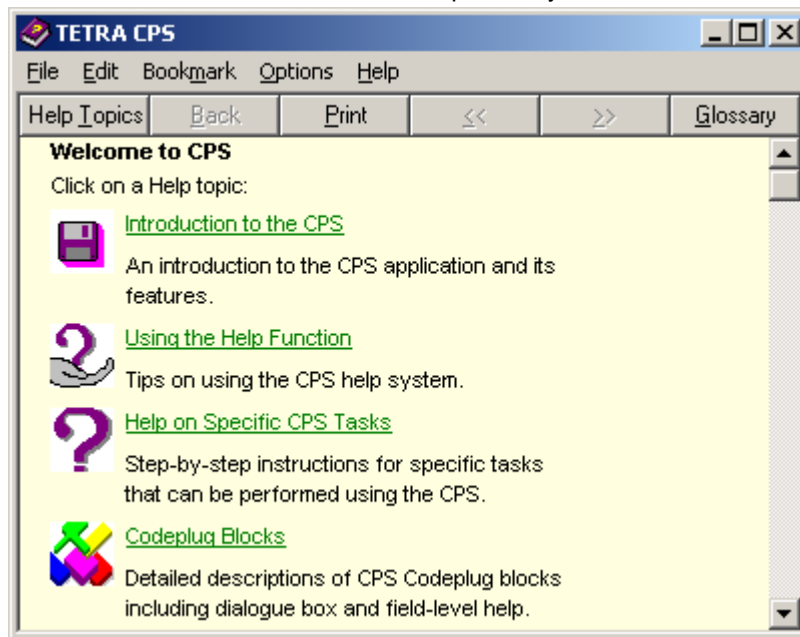 TETRA CPS
File Edit Bookmark Options Help
Help Topics Back Print << >> Glossary
Welcome to CPS
Click on a Help topic:
Introduction to the CPS
An introduction to the CPS application and its
features.
Using the Help Function
Tips on using the CPS help system.
Help on Specific CPS Tasks
Step-by-step instructions for specific tasks
that can be performed using the CPS.
Codeplug Blocks
Detailed descriptions of CPS Codeplug blocks
including dialogue box and field-level help.